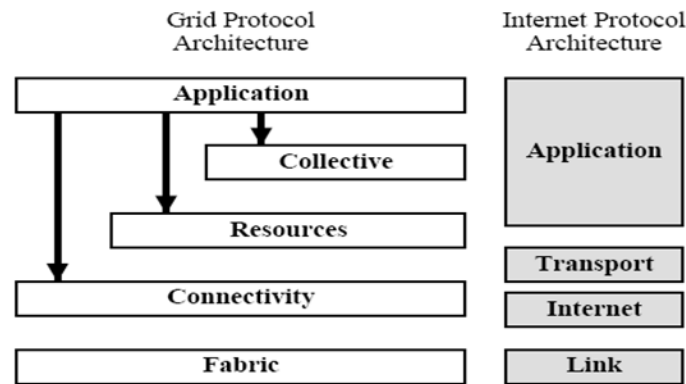 Grid Protocol
Architecture
Internet Protocol
Architecture
Application
Collective
Resources
Connectivity
Fabric
Application
Transport
Internet
Link